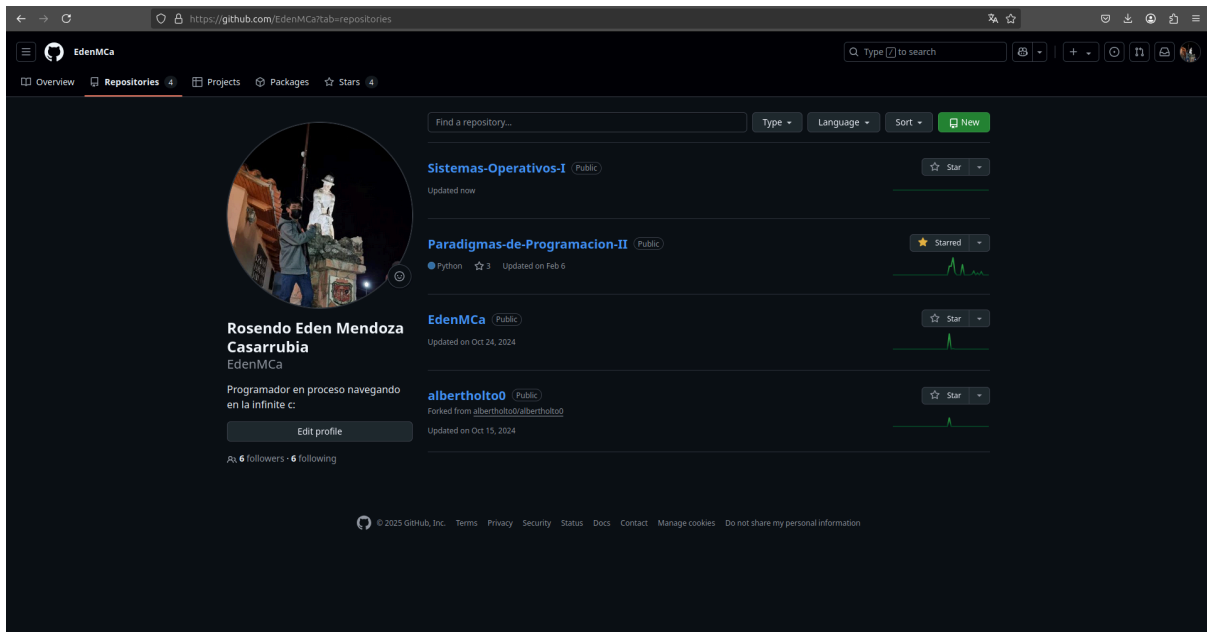 https://github.com/EdenMCa?tab=repositories
EdenMCa
Type / to search
Overview
Repositories 4
Projects
Packages
Stars 4
Find a repository...
Type
Language
Sort
New
Sistemas-Operativos-I Public
Star
Updated now
Paradigmas-de-Programacion-II Public
Starred
Python 3 Updated on Feb 6
EdenMCa Public
Star
Updated on Oct 24, 2024
albertholto0 Public
Star
Forked from albertholto0/albertholto0
Updated on Oct 15, 2024
Rosendo Eden Mendoza
Casarrubia
EdenMCa
Programador en proceso navegando
en la infinite c:
Edit profile
6 followers · 6 following
© 2025 GitHub, Inc. Terms Privacy Security Status Docs Contact Manage cookies Do not share my personal information